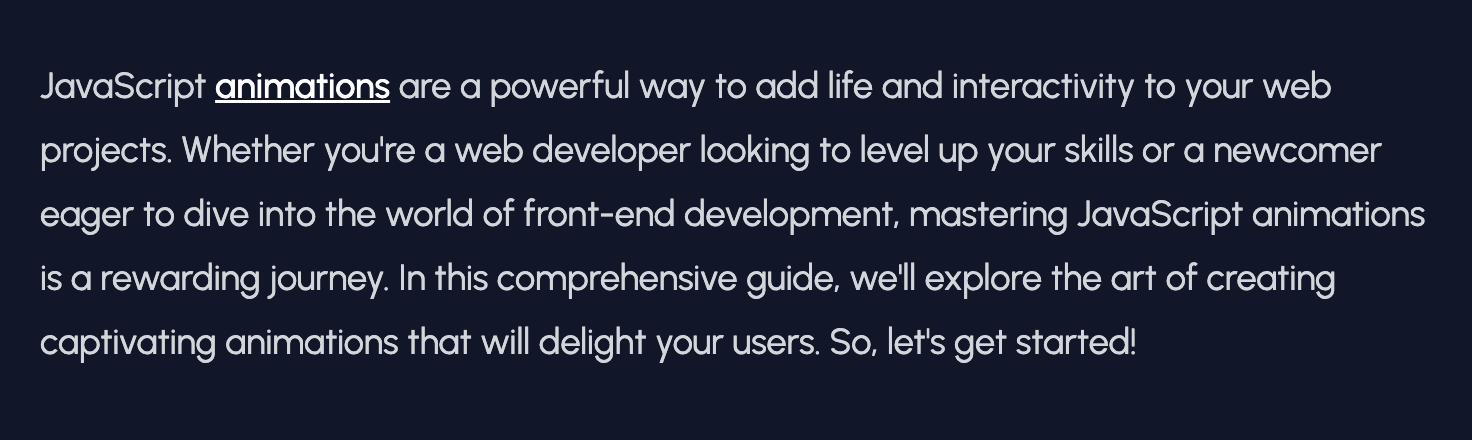 JavaScript animations are a powerful way to add life and interactivity to your web
projects. Whether you're a web developer looking to level up your skills or a newcomer
eager to dive into the world of front-end development, mastering JavaScript animations
is a rewarding journey. In this comprehensive guide, we'll explore the art of creating
captivating animations that will delight your users. So, let's get started!